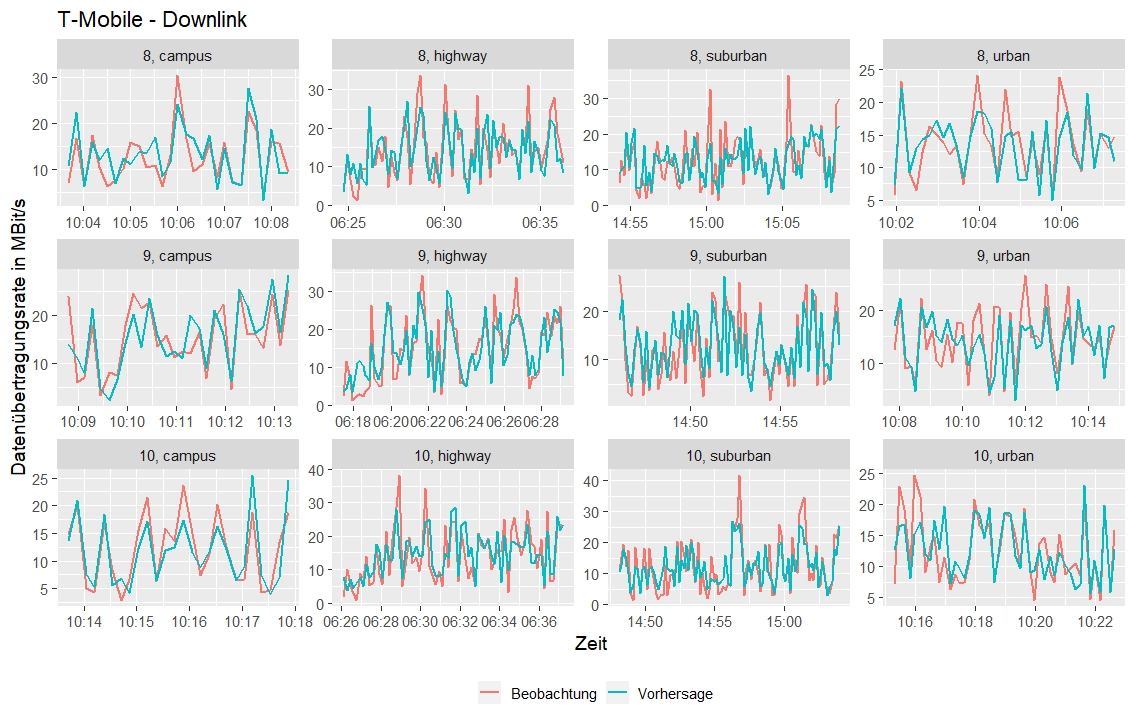 T-Mobile - Downlink
8, campus
8, highway
8, suburban
8, urban
30
20
10
10:04 10:05 10:06 10:07 10:08
30
20
10
0
06:25 06:30 06:35
30
20
10
0
14:55 15:00 15:05
25
20
15
10
5
10:02 10:04 10:06
9, campus
9, highway
9, suburban
9, urban
20
10
10:09 10:10 10:11 10:12 10:13
30
20
10
0
06:18 06:20 06:22 06:24 06:26 06:28
20
10
14:50 14:55
20
10
10:08 10:10 10:12 10:14
10, campus
10, highway
10, suburban
10, urban
25
20
15
10
5
10:14 10:15 10:16 10:17 10:18
40
30
20
10
0
06:26 06:28 06:30 06:32 06:34 06:36
40
30
20
10
0
14:50 14:55 15:00
25
20
15
10
5
10:16 10:18 10:20 10:22
Datenübertragungsrate in MBit/s
Zeit
Beobachtung Vorhersage